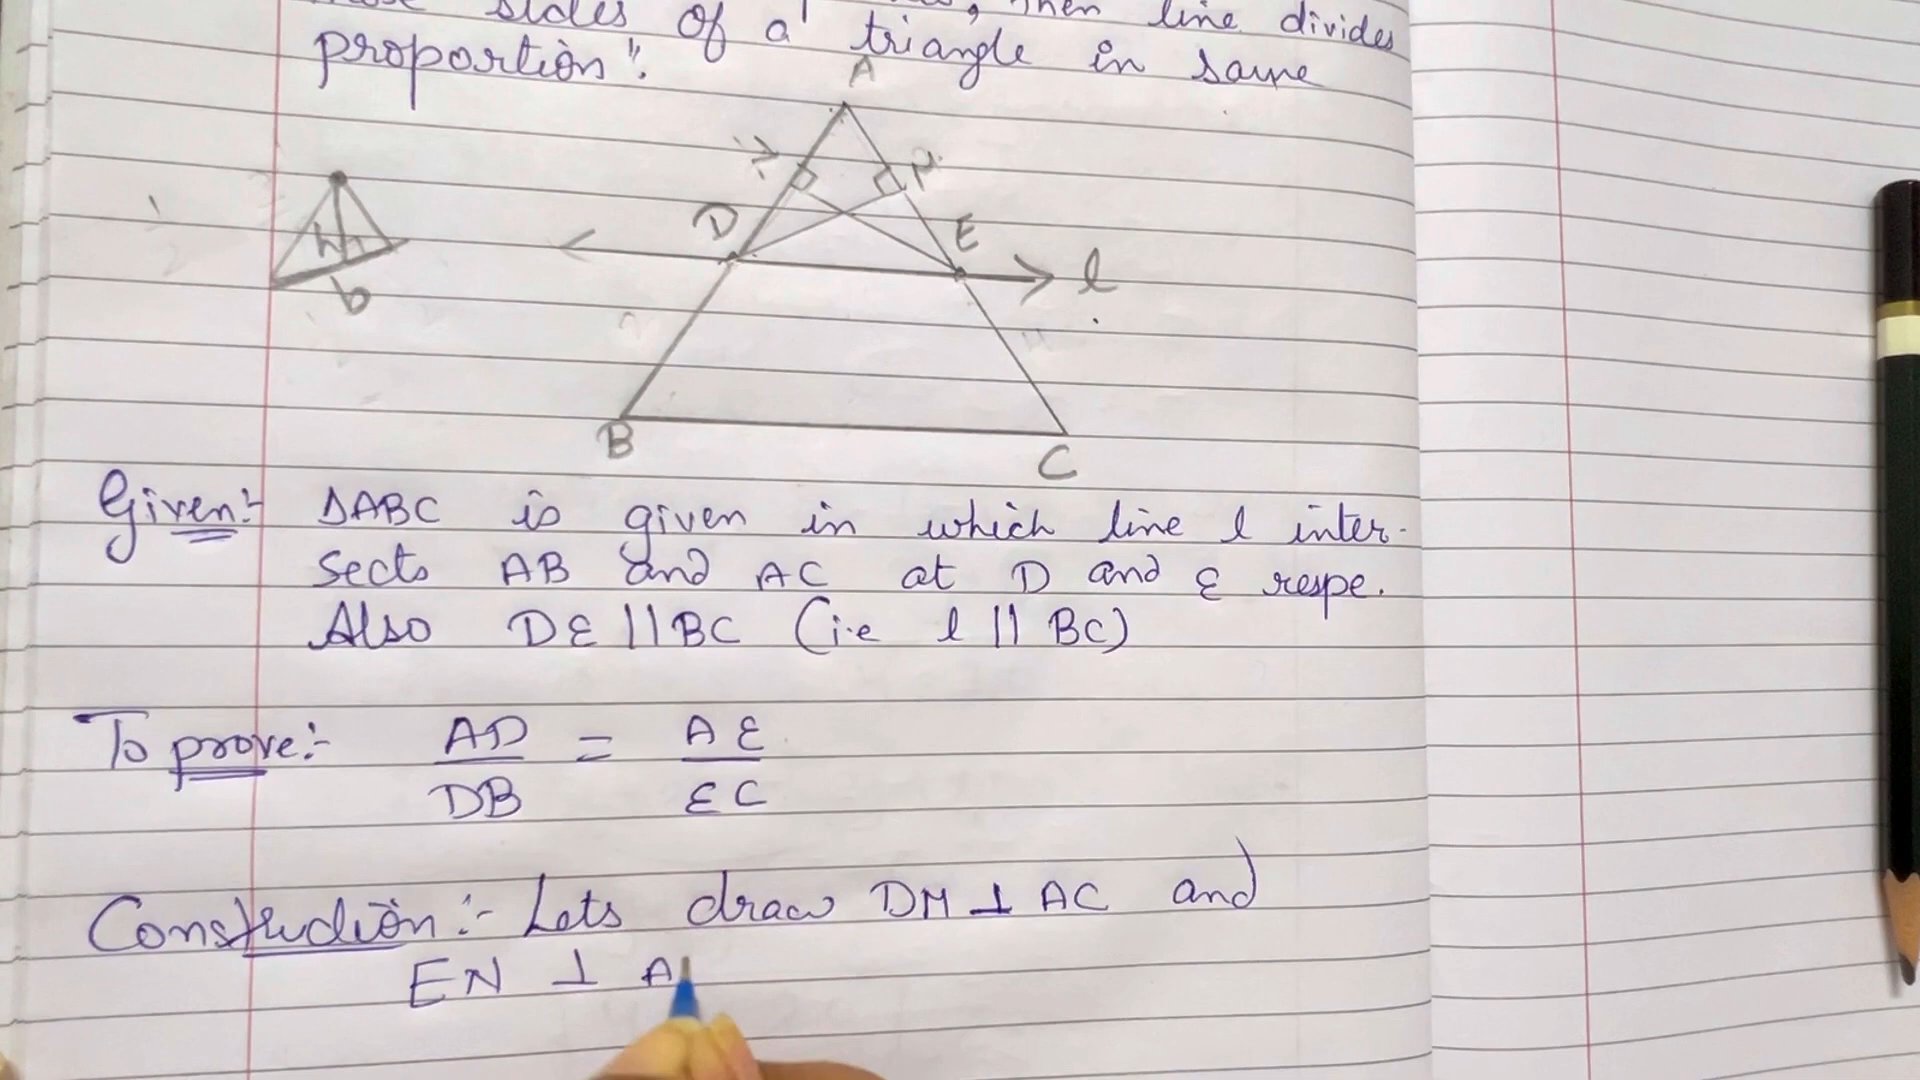 sides of a triangle, then line divides
proportion". triangle in same
A
D
E
l
h
b
B
C
Given:- ΔABC is given in which line l inter-
sects AB and AC at D and E respe.
Also DE || BC (i.e l || BC)
To prove:- AD/DB = AE/EC
Construction:- Lets draw DM ⊥ AC and
EN ⊥ A